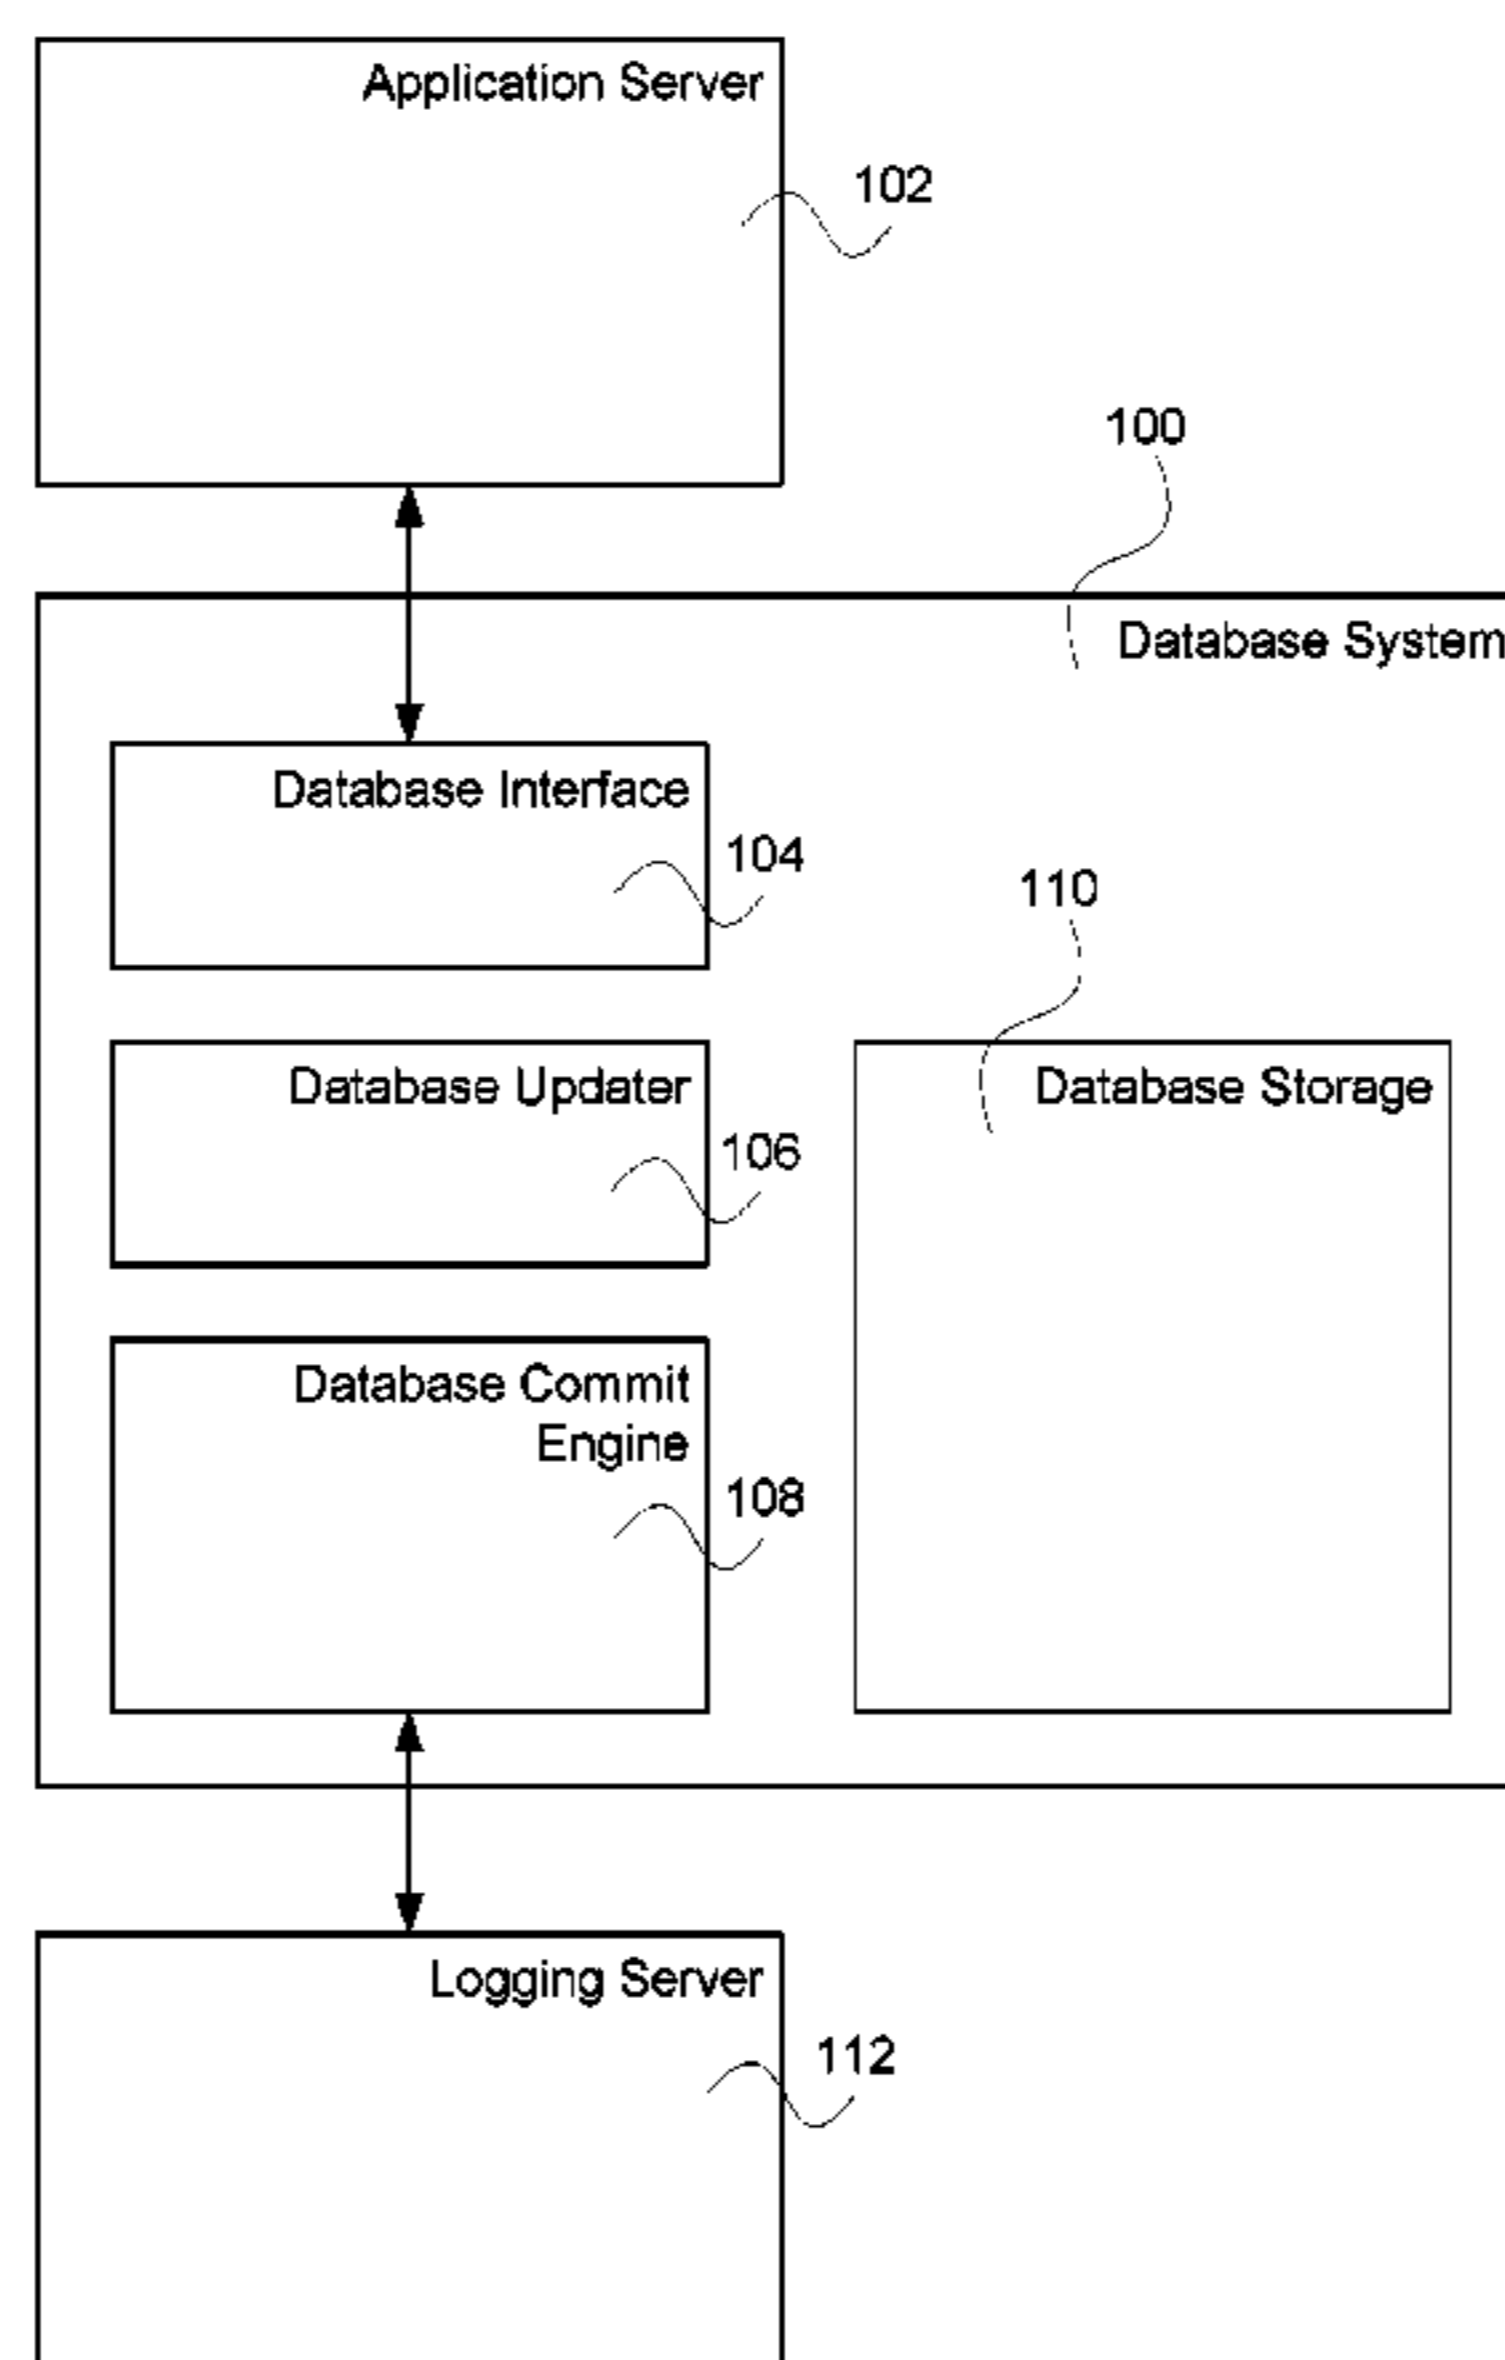 Application Server
102
100
Database System
Database Interface
104
110
Database Updater
Database Storage
106
Database Commit
Engine
108
Logging Server
112